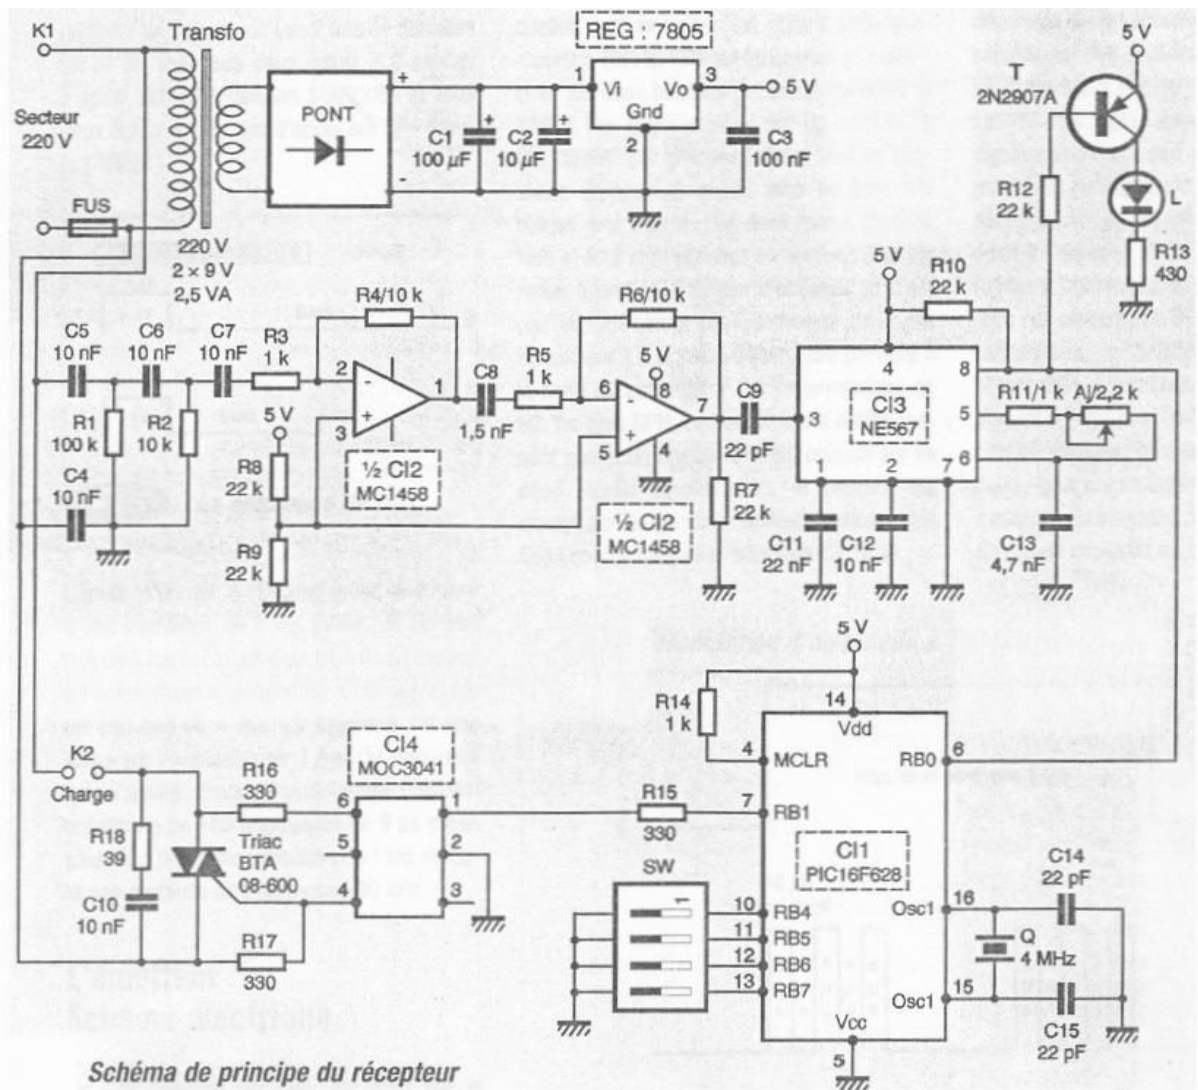 K1
Transfo
Secteur
220 V
FUS
220 V
2 × 9 V
2,5 VA
PONT
+
-
C1
100 µF
+
C2
10 µF
+
REG : 7805
1
Vi
Vo
3
Gnd
2
5 V
C3
100 nF
5 V
T
2N2907A
R12
22 k
L
R13
430
C5
10 nF
C6
10 nF
C7
10 nF
R3
1 k
R1
100 k
R2
10 k
C4
10 nF
5 V
R8
22 k
R9
22 k
R4/10 k
2
-
+
3
1
½ CI2
MC1458
C8
1,5 nF
R5
1 k
R6/10 k
5 V
6
-
8
7
+
5
4
½ CI2
MC1458
C9
22 pF
R7
22 k
5 V
R10
22 k
4
8
3
CI3
NE567
5
6
1
2
7
R11/1 k
Aj/2,2 k
C11
22 nF
C12
10 nF
C13
4,7 nF
K2
Charge
R18
39
C10
10 nF
R16
330
Triac
BTA
08-600
R17
330
CI4
MOC3041
6
1
5
2
4
3
R15
330
SW
1
5 V
R14
1 k
14
Vdd
4
MCLR
RB0
6
7
RB1
CI1
PIC16F628
10
RB4
11
RB5
12
RB6
13
RB7
Osc1
16
Osc1
15
Vcc
5
Q
4 MHz
C14
22 pF
C15
22 pF
Schéma de principe du récepteur